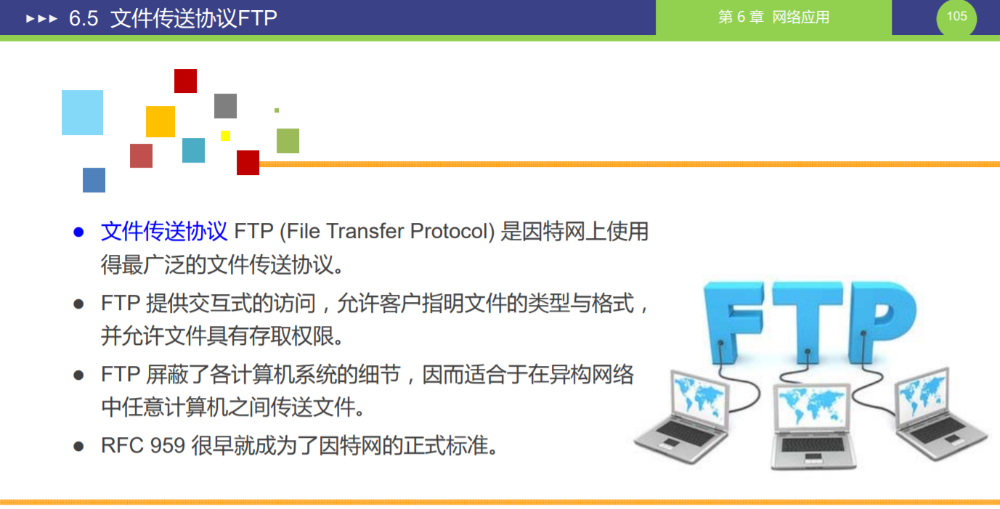 ►►► 6.5 文件传送协议FTP
第 6 章 网络应用
105
● 文件传送协议 FTP (File Transfer Protocol) 是因特网上使用
得最广泛的文件传送协议。
● FTP 提供交互式的访问，允许客户指明文件的类型与格式，
并允许文件具有存取权限。
● FTP 屏蔽了各计算机系统的细节，因而适合于在异构网络
中任意计算机之间传送文件。
● RFC 959 很早就成为了因特网的正式标准。
FTP